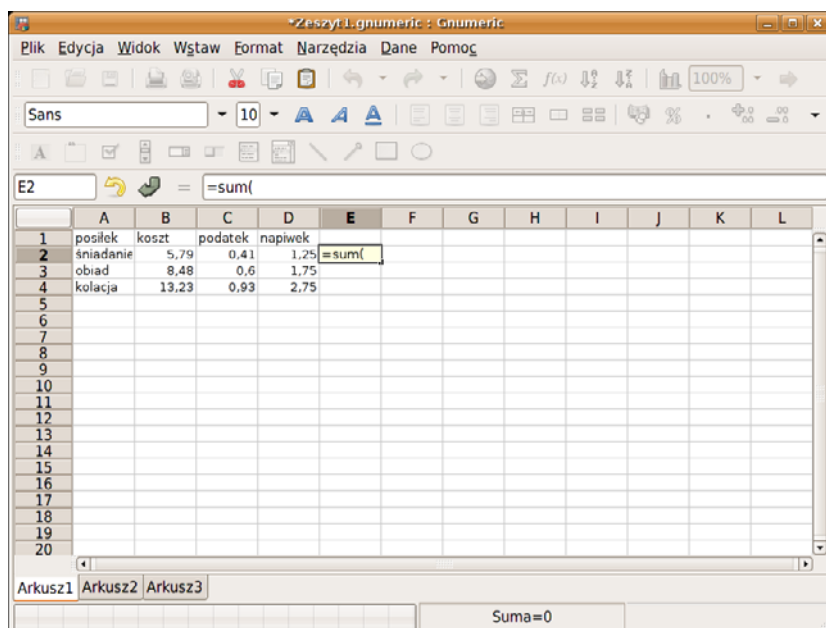 *Zeszyt1.gnumeric : Gnumeric
Plik Edycja Widok Wstaw Format Narzędzia Dane Pomoc
f(x) 100%
Sans 10 A A A %
A
E2 = =sum(
A B C D E F G H I J K L
1 posiłek koszt podatek napiwek
2 śniadanie 5,79 0,41 1,25 =sum(
3 obiad 8,48 0,6 1,75
4 kolacja 13,23 0,93 2,75
5
6
7
8
9
10
11
12
13
14
15
16
17
18
19
20
Arkusz1 Arkusz2 Arkusz3
Suma=0